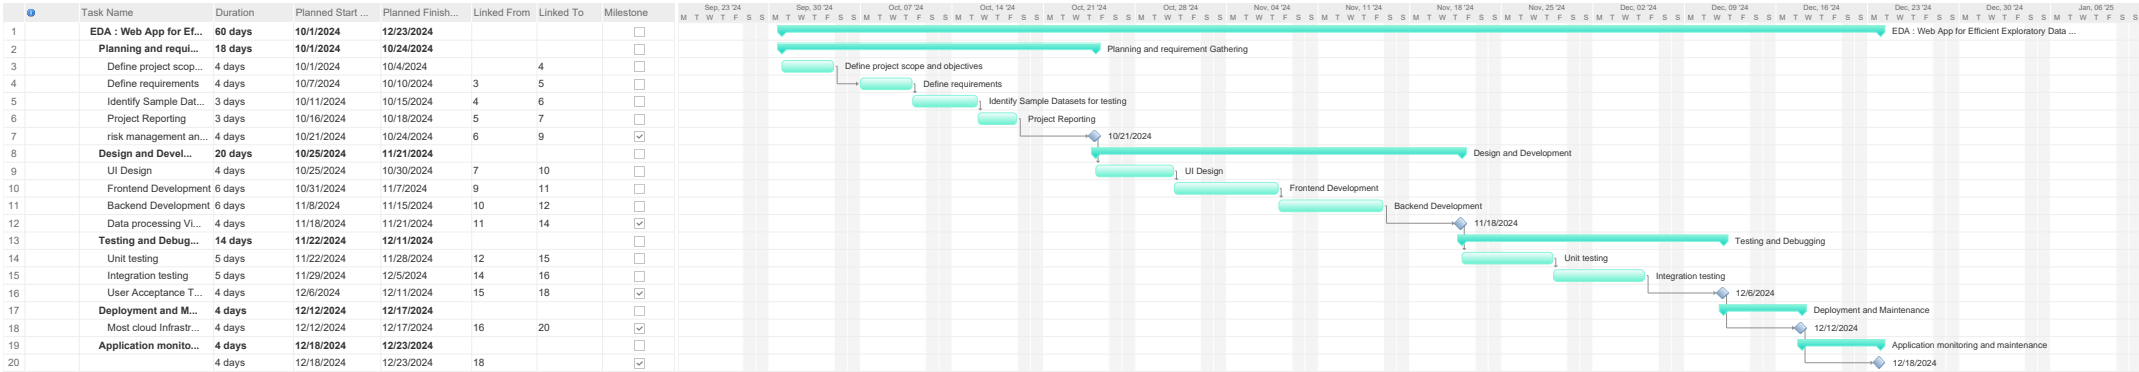 Task Name Duration Planned Start ... Planned Finish... Linked From Linked To Milestone
Sep, 23 '24 Sep, 30 '24 Oct, 07 '24 Oct, 14 '24 Oct, 21 '24 Oct, 28 '24 Nov, 04 '24 Nov, 11 '24 Nov, 18 '24 Nov, 25 '24 Dec, 02 '24 Dec, 09 '24 Dec, 16 '24 Dec, 23 '24 Dec, 30 '24 Jan, 06 '25
M T W T F S S M T W T F S S M T W T F S S M T W T F S S M T W T F S S M T W T F S S M T W T F S S M T W T F S S M T W T F S S M T W T F S S M T W T F S S M T W T F S S M T W T F S S M T W T F S S M T W T F S S M T W T F S S
1 EDA : Web App for Ef... 60 days 10/1/2024 12/23/2024 EDA : Web App for Efficient Exploratory Data ...
2 Planning and requi... 18 days 10/1/2024 10/24/2024 Planning and requirement Gathering
3 Define project scop... 4 days 10/1/2024 10/4/2024 4 Define project scope and objectives
4 Define requirements 4 days 10/7/2024 10/10/2024 3 5 Define requirements
5 Identify Sample Dat... 3 days 10/11/2024 10/15/2024 4 6 Identify Sample Datasets for testing
6 Project Reporting 3 days 10/16/2024 10/18/2024 5 7 Project Reporting
7 risk management an... 4 days 10/21/2024 10/24/2024 6 9 10/21/2024
8 Design and Devel... 20 days 10/25/2024 11/21/2024 Design and Development
9 UI Design 4 days 10/25/2024 10/30/2024 7 10 UI Design
10 Frontend Development 6 days 10/31/2024 11/7/2024 9 11 Frontend Development
11 Backend Development 6 days 11/8/2024 11/15/2024 10 12 Backend Development
12 Data processing Vi... 4 days 11/18/2024 11/21/2024 11 14 11/18/2024
13 Testing and Debug... 14 days 11/22/2024 12/11/2024 Testing and Debugging
14 Unit testing 5 days 11/22/2024 11/28/2024 12 15 Unit testing
15 Integration testing 5 days 11/29/2024 12/5/2024 14 16 Integration testing
16 User Acceptance T... 4 days 12/6/2024 12/11/2024 15 18 12/6/2024
17 Deployment and M... 4 days 12/12/2024 12/17/2024 Deployment and Maintenance
18 Most cloud Infrastr... 4 days 12/12/2024 12/17/2024 16 20 12/12/2024
19 Application monito... 4 days 12/18/2024 12/23/2024 Application monitoring and maintenance
20 4 days 12/18/2024 12/23/2024 18 12/18/2024